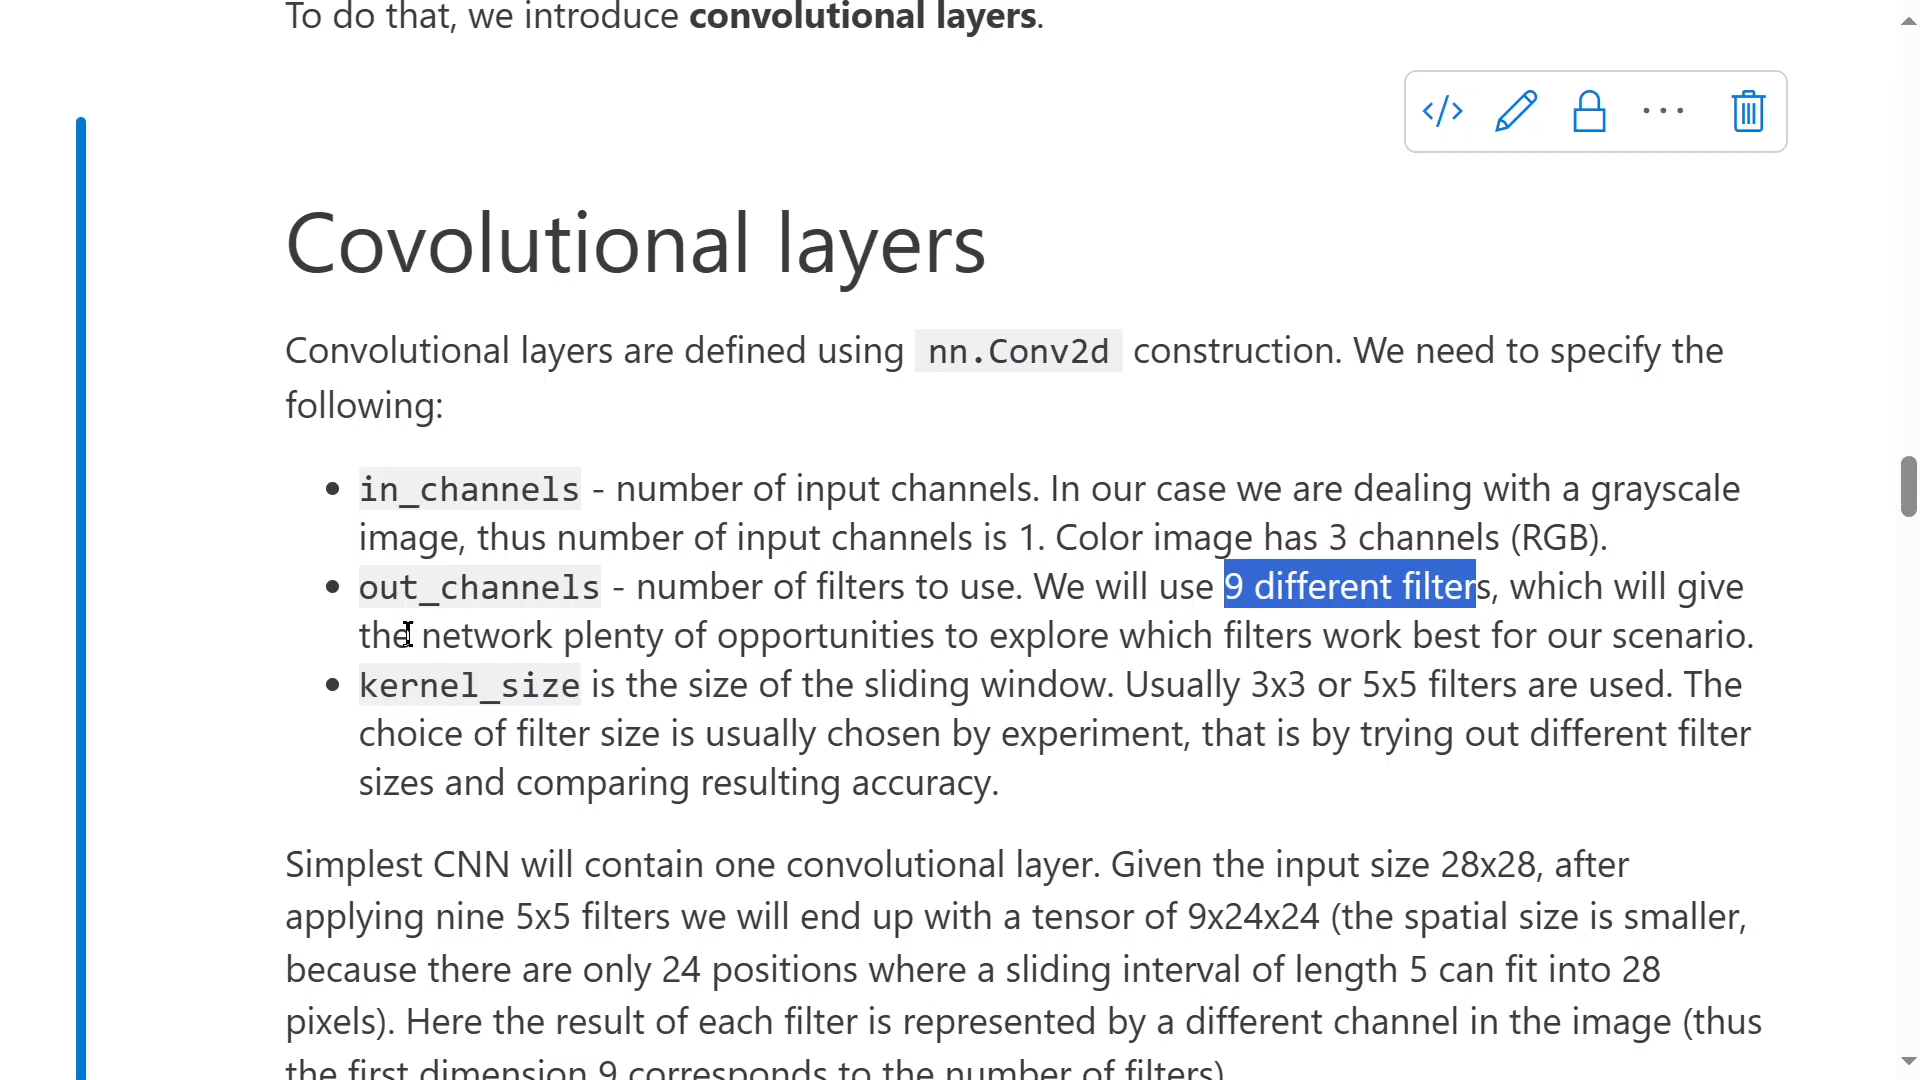 To do that, we introduce convolutional layers.
Covolutional layers
Convolutional layers are defined using nn.Conv2d construction. We need to specify the
following:
in_channels - number of input channels. In our case we are dealing with a grayscale
image, thus number of input channels is 1. Color image has 3 channels (RGB).
out_channels - number of filters to use. We will use 9 different filters, which will give
the network plenty of opportunities to explore which filters work best for our scenario.
kernel_size is the size of the sliding window. Usually 3x3 or 5x5 filters are used. The
choice of filter size is usually chosen by experiment, that is by trying out different filter
sizes and comparing resulting accuracy.
Simplest CNN will contain one convolutional layer. Given the input size 28x28, after
applying nine 5x5 filters we will end up with a tensor of 9x24x24 (the spatial size is smaller,
because there are only 24 positions where a sliding interval of length 5 can fit into 28
pixels). Here the result of each filter is represented by a different channel in the image (thus
the first dimension 9 corresponds to the number of filters)